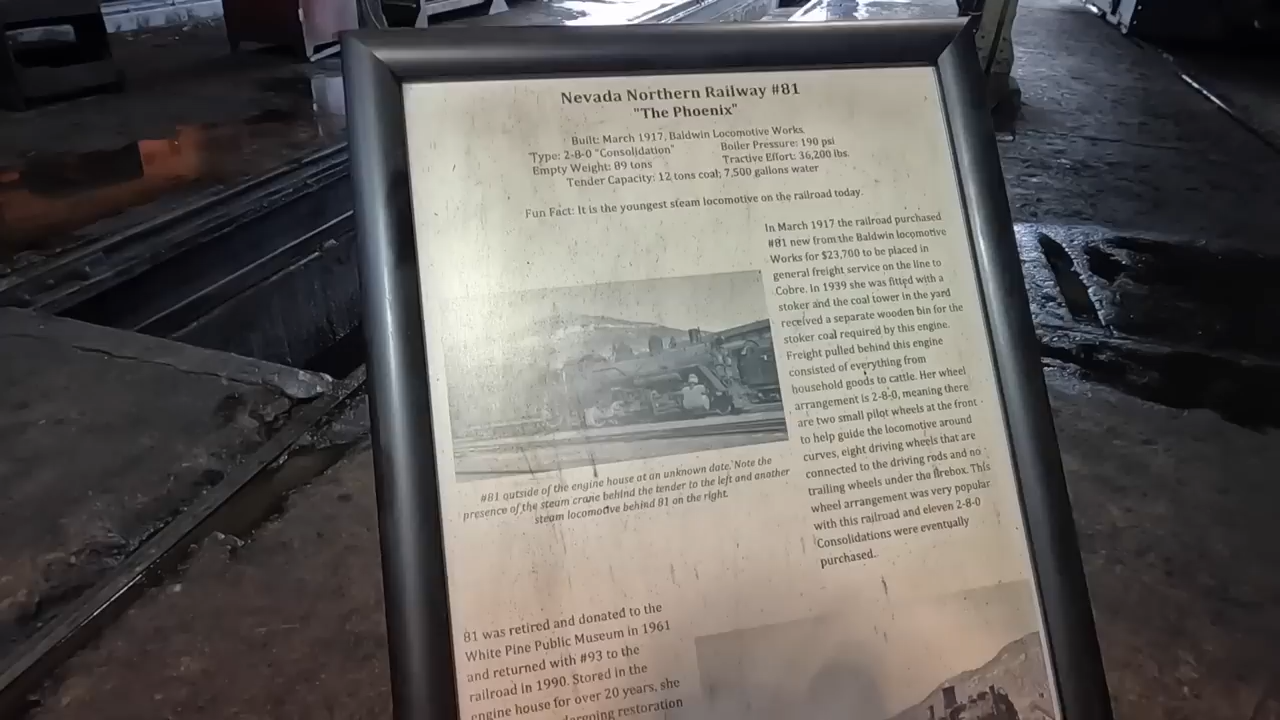 Nevada Northern Railway #81
"The Phoenix"
Built: March 1917, Baldwin Locomotive Works
Type: 2-8-0 "Consolidation" Boiler Pressure: 190 psi
Empty Weight: 89 tons Tractive Effort: 36,200 lbs.
Tender Capacity: 12 tons coal; 7,500 gallons water
Fun Fact: It is the youngest steam locomotive on the railroad today.
In March 1917 the railroad purchased
#81 new from the Baldwin locomotive
Works for $23,700 to be placed in
general freight service on the line to
Cobre. In 1939 she was fitted with a
stoker and the coal tower in the yard
received a separate wooden bin for the
stoker coal required by this engine.
Freight pulled behind this engine
consisted of everything from
household goods to cattle. Her wheel
arrangement is 2-8-0, meaning there
are two small pilot wheels at the front
to help guide the locomotive around
curves, eight driving wheels that are
connected to the driving rods and no
trailing wheels under the firebox. This
wheel arrangement was very popular
with this railroad and eleven 2-8-0
Consolidations were eventually
purchased.
#81 outside of the engine house at an unknown date. Note the
presence of the steam crane behind the tender to the left and another
steam locomotive behind 81 on the right.
81 was retired and donated to the
White Pine Public Museum in 1961
and returned with #93 to the
railroad in 1990. Stored in the
engine house for over 20 years, she
restoration